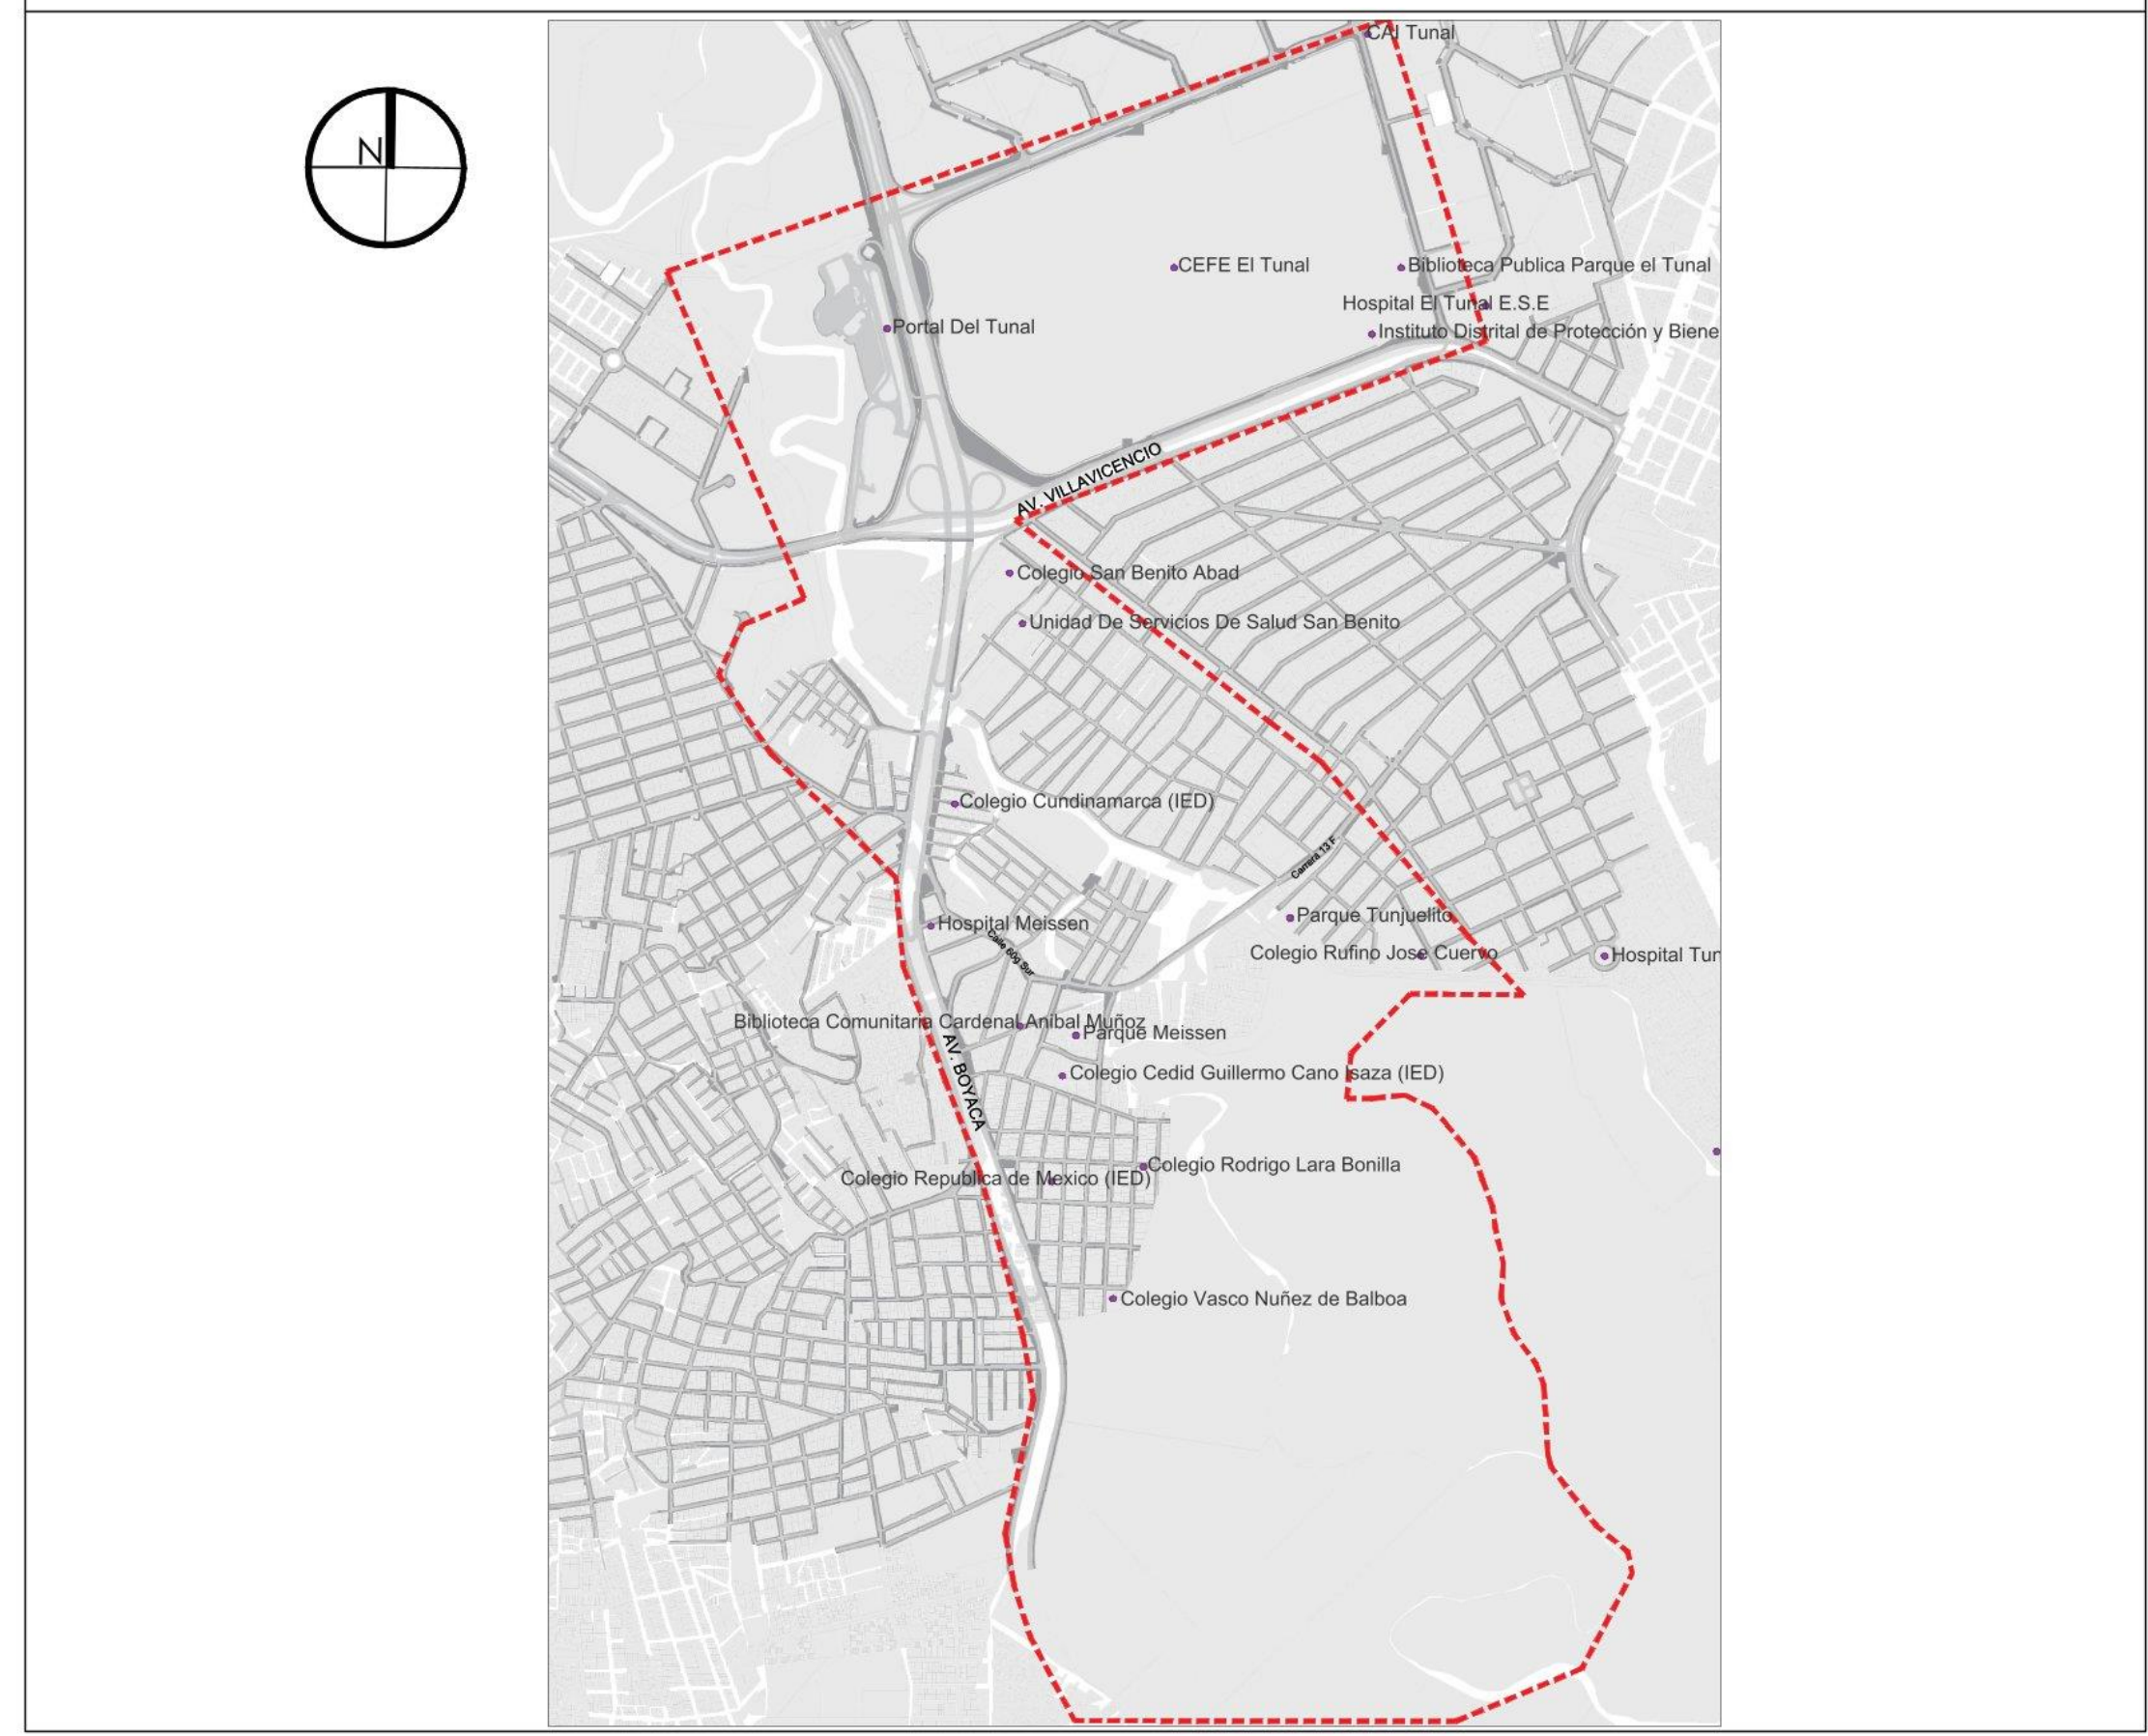 CAI Tunal
N
CEFE El Tunal
Biblioteca Publica Parque el Tunal
Hospital El Tunal E.S.E
Portal Del Tunal
Instituto Distrital de Protección y Biene
AV. VILLAVICENCIO
Colegio San Benito Abad
Unidad De Servicios De Salud San Benito
Colegio Cundinamarca (IED)
Carrera 13 F
Parque Tunjuelito
Hospital Meissen
Calle 60g Sur
Colegio Rufino Jose Cuervo
Hospital Tun
Biblioteca Comunitaria Cardenal Anibal Muñoz
Parque Meissen
AV. BOYACA
Colegio Cedid Guillermo Cano Isaza (IED)
Colegio Rodrigo Lara Bonilla
Colegio Republica de Mexico (IED)
Colegio Vasco Nuñez de Balboa